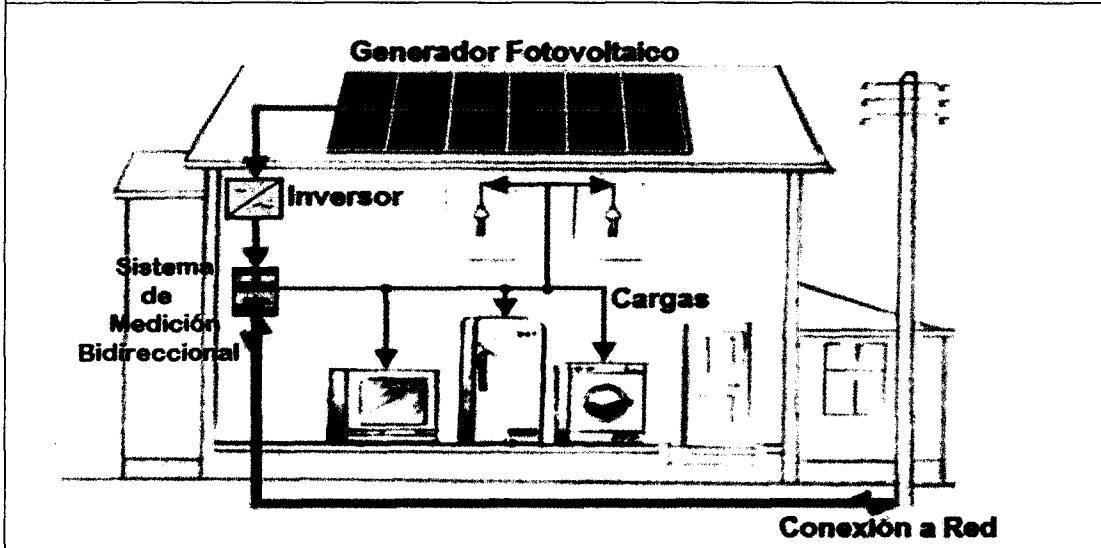 Generador Fotovoltaico
Inversor
Sistema
de
Medición
Bidireccional
Cargas
Conexión a Red